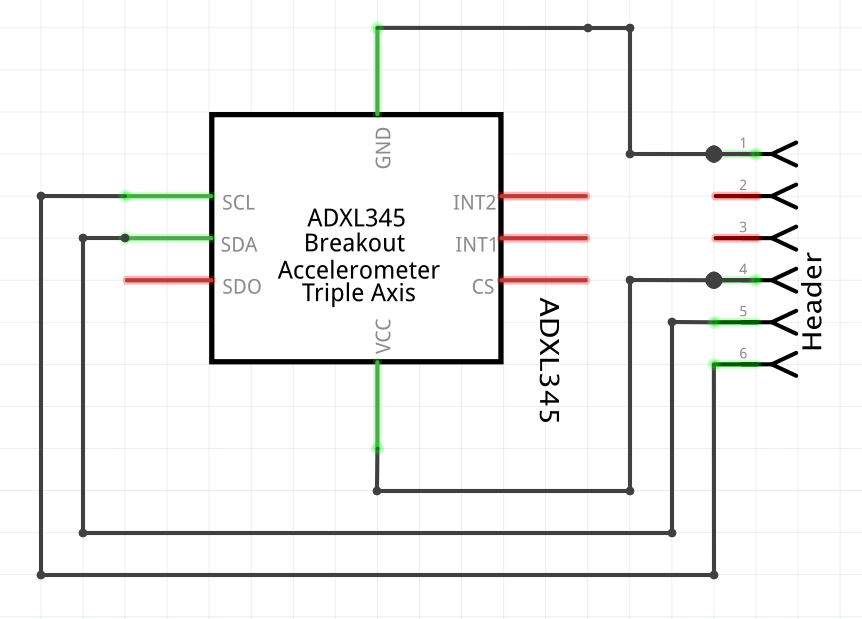 GND
1
2
3
4
5
6
Header
SCL
SDA
SDO
ADXL345
Breakout
Accelerometer
Triple Axis
INT2
INT1
CS
VCC
ADXL345